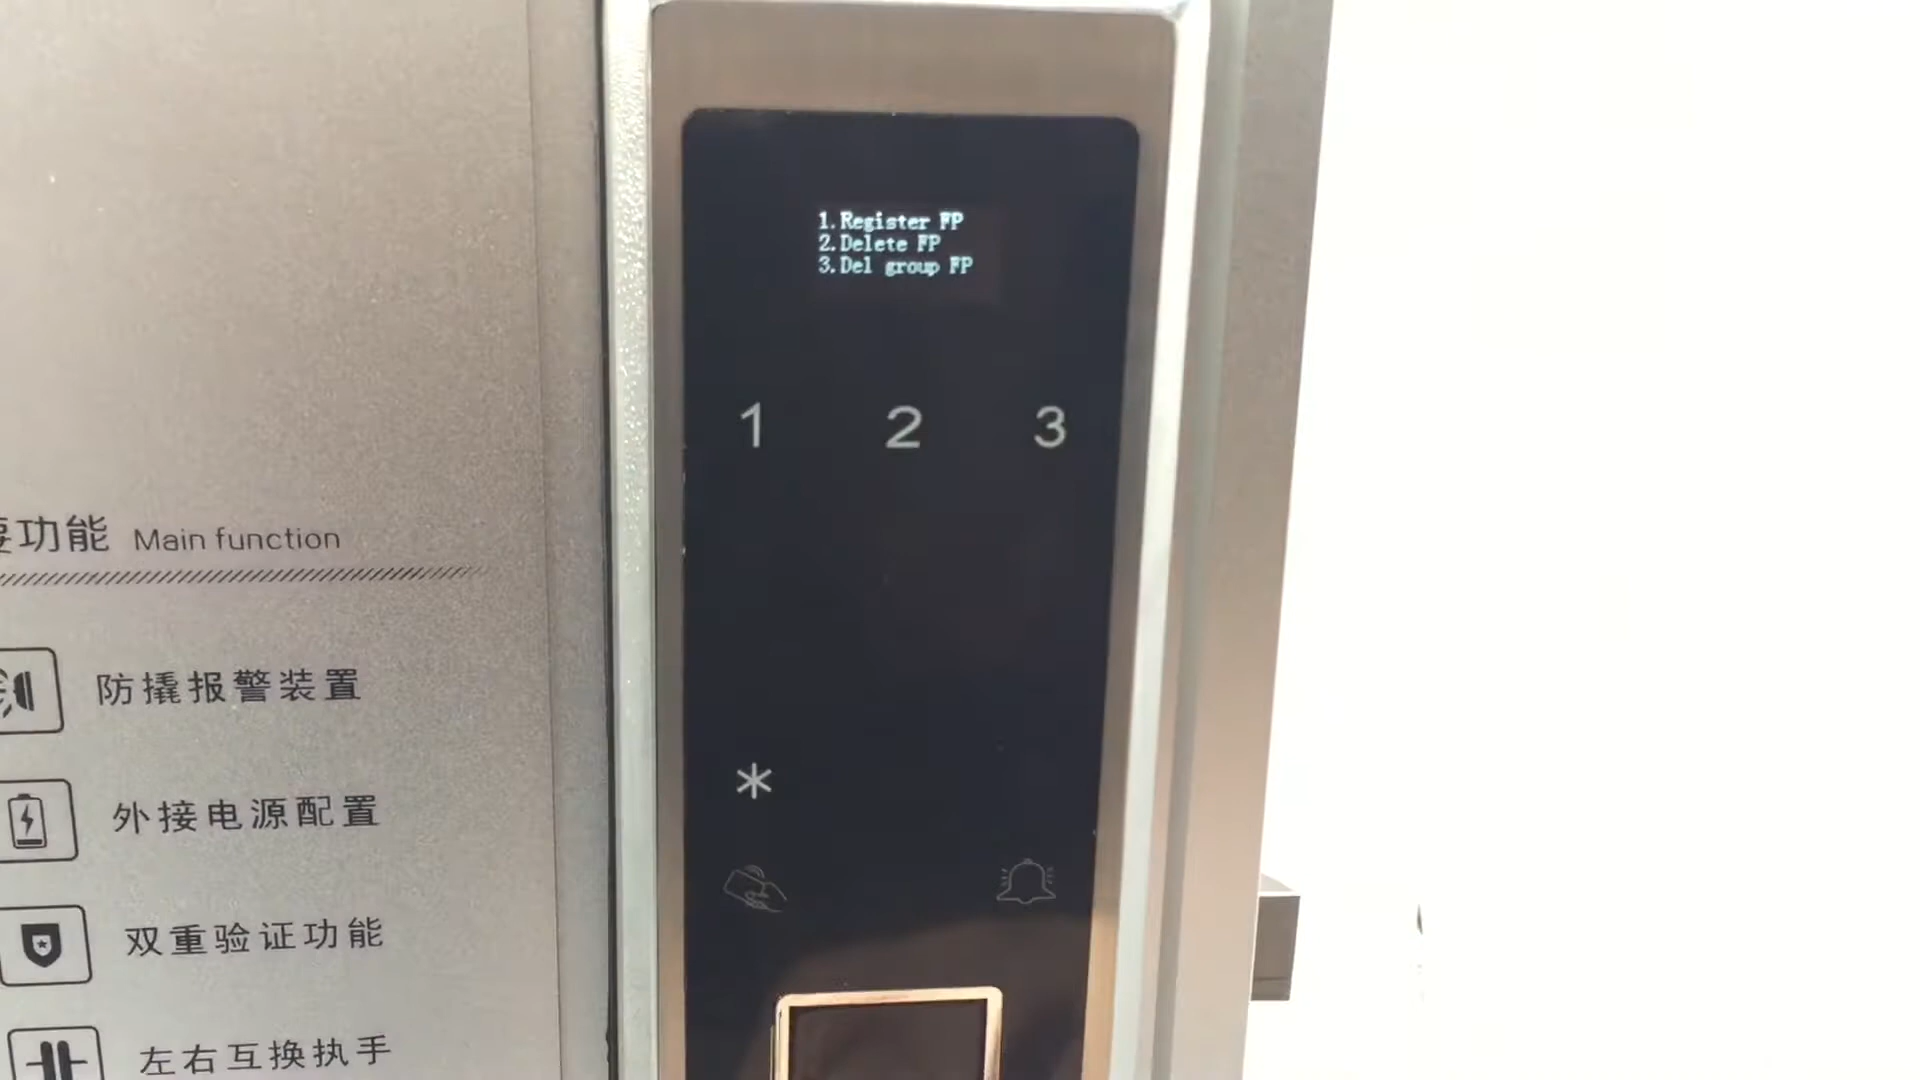 1.Register FP
2.Delete FP
3.Del group FP
1 2 3
*
功能 Main function
防撬报警装置
外接电源配置
双重验证功能
左右互换执手